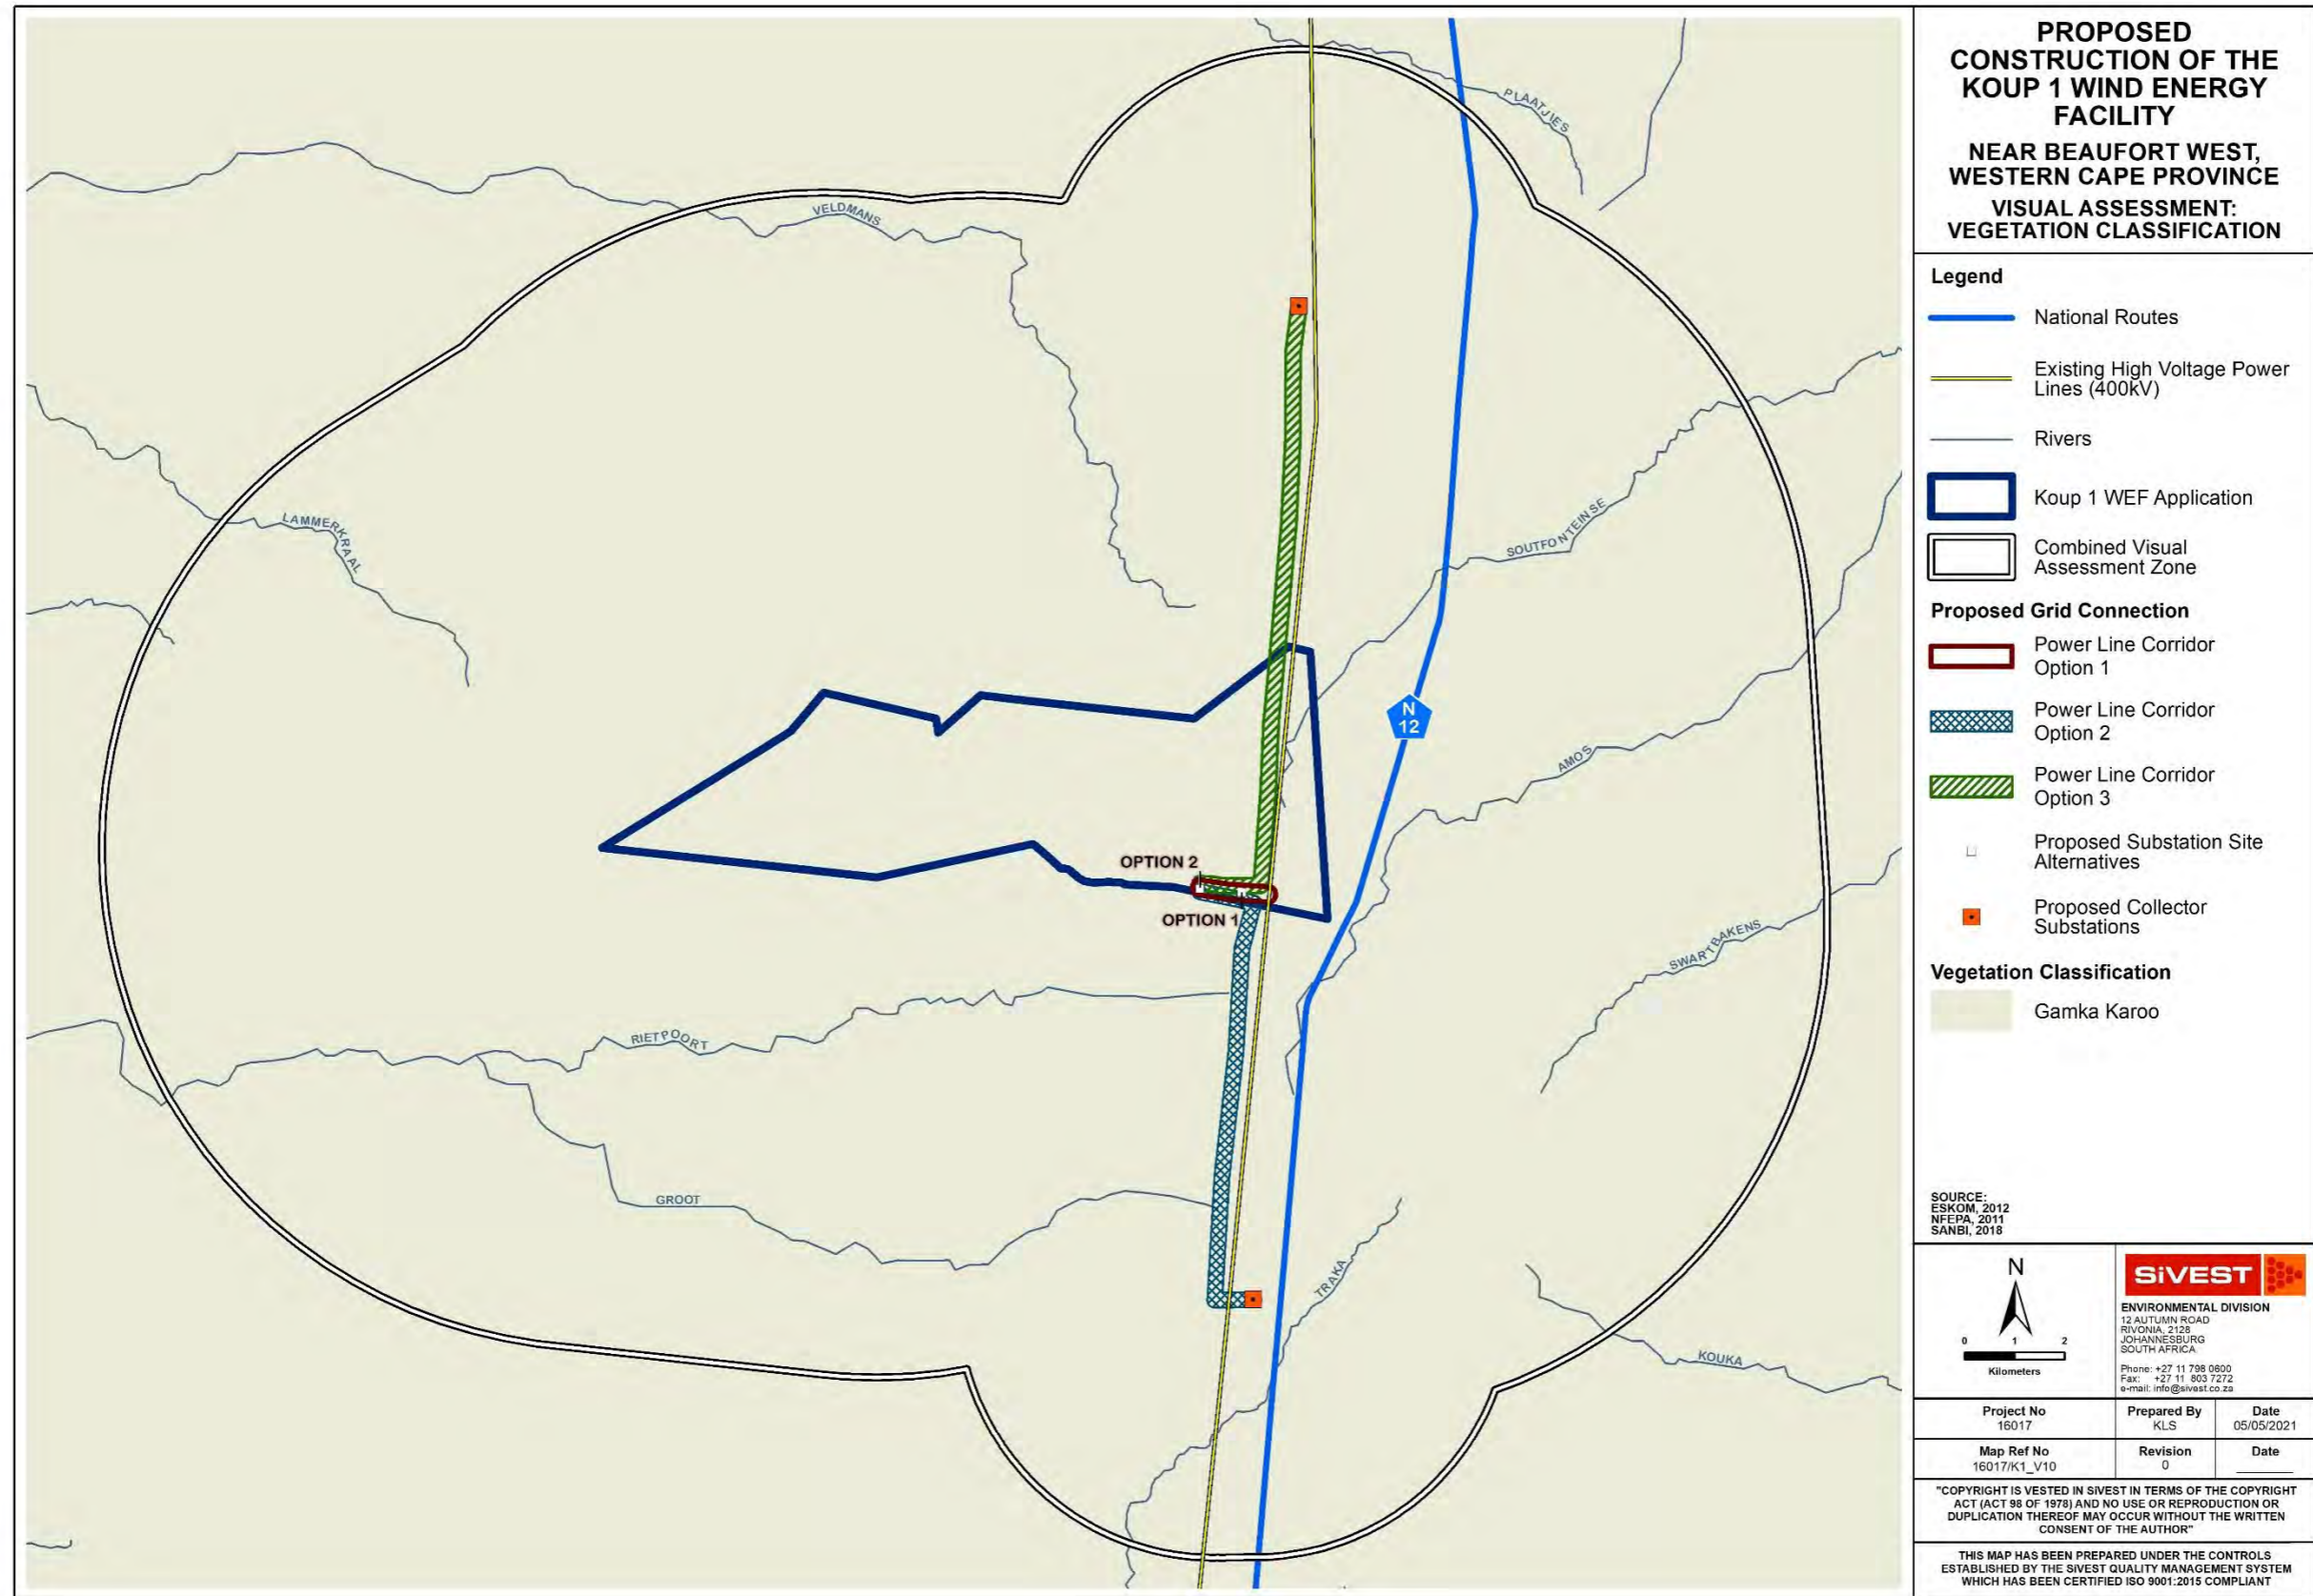 PROPOSED
CONSTRUCTION OF THE
KOUP 1 WIND ENERGY
FACILITY
NEAR BEAUFORT WEST,
WESTERN CAPE PROVINCE
VISUAL ASSESSMENT:
VEGETATION CLASSIFICATION
Legend
National Routes
Existing High Voltage Power
Lines (400kV)
Rivers
Koup 1 WEF Application
Combined Visual
Assessment Zone
Proposed Grid Connection
Power Line Corridor
Option 1
Power Line Corridor
Option 2
Power Line Corridor
Option 3
Proposed Substation Site
Alternatives
Proposed Collector
Substations
Vegetation Classification
Gamka Karoo
SOURCE:
ESKOM, 2012
NFEPA, 2011
SANBI, 2018
N
0 1 2
Kilometers
SiVEST
ENVIRONMENTAL DIVISION
12 AUTUMN ROAD
RIVONIA, 2128
JOHANNESBURG
SOUTH AFRICA
Phone: +27 11 798 0600
Fax: +27 11 803 7272
e-mail: info@sivest.co.za
Project No
16017
Prepared By
KLS
Date
05/05/2021
Map Ref No
16017/K1_V10
Revision
0
Date
"COPYRIGHT IS VESTED IN SiVEST IN TERMS OF THE COPYRIGHT
ACT (ACT 98 OF 1978) AND NO USE OR REPRODUCTION OR
DUPLICATION THEREOF MAY OCCUR WITHOUT THE WRITTEN
CONSENT OF THE AUTHOR"
THIS MAP HAS BEEN PREPARED UNDER THE CONTROLS
ESTABLISHED BY THE SiVEST QUALITY MANAGEMENT SYSTEM
WHICH HAS BEEN CERTIFIED ISO 9001:2015 COMPLIANT
PLAATJIES
VELDMANS
LAMMERKRAAL
SOUTFONTEINSE
N
12
AMOS
OPTION 2
OPTION 1
SWARTBAKENS
RIETPOORT
GROOT
TRAKA
KOUKA